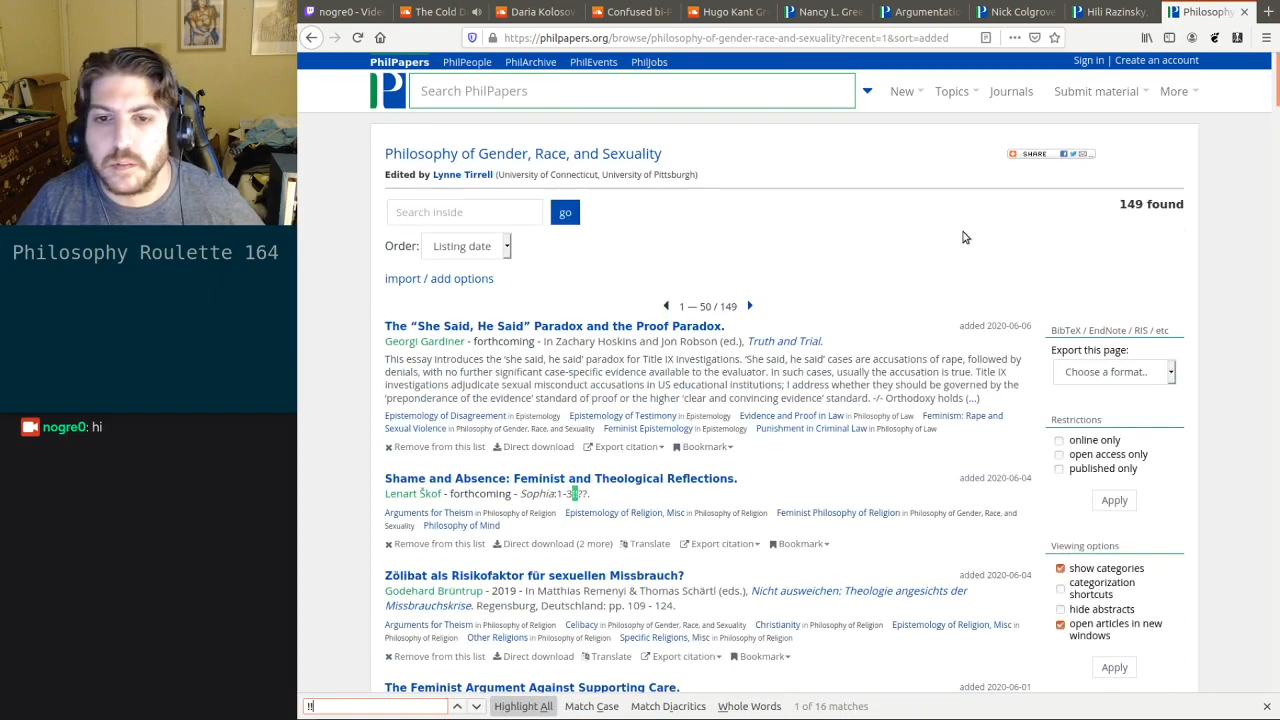 nogre0 - Vide
The Cold D
Daria Kolosov
Confused bi-P
Hugo Kant Gr
Nancy L. Gree
Argumentatio
Nick Colgrove
Hili Razinsky,
Philosophy
https://philpapers.org/browse/philosophy-of-gender-race-and-sexuality?recent=1&sort=added
PhilPapers PhilPeople PhilArchive PhilEvents PhilJobs
Sign in | Create an account
Search PhilPapers
New Topics Journals Submit material More
Philosophy of Gender, Race, and Sexuality
SHARE
Edited by Lynne Tirrell (University of Connecticut, University of Pittsburgh)
149 found
Search inside go
Order: Listing date
import / add options
1 — 50 / 149
The “She Said, He Said” Paradox and the Proof Paradox.
added 2020-06-06
Georgi Gardiner - forthcoming - in Zachary Hoskins and Jon Robson (ed.), Truth and Trial.
This essay introduces the ‘she said, he said’ paradox for Title IX investigations. ‘She said, he said’ cases are accusations of rape, followed by
denials, with no further significant case-specific evidence available to the evaluator. In such cases, usually the accusation is true. Title IX
investigations adjudicate sexual misconduct accusations in US educational institutions; I address whether they should be governed by the
‘preponderance of the evidence’ standard of proof or the higher ‘clear and convincing evidence’ standard. -/- Orthodoxy holds (...)
Epistemology of Disagreement in Epistemology Epistemology of Testimony in Epistemology Evidence and Proof in Law in Philosophy of Law Feminism: Rape and
Sexual Violence in Philosophy of Gender, Race, and Sexuality Feminist Epistemology in Epistemology Punishment in Criminal Law in Philosophy of Law
Remove from this list Direct download Export citation Bookmark
Shame and Absence: Feminist and Theological Reflections.
added 2020-06-04
Lenart Škof - forthcoming - Sophia:1-3
Arguments for Theism in Philosophy of Religion Epistemology of Religion, Misc in Philosophy of Religion Feminist Philosophy of Religion in Philosophy of Gender, Race, and
Sexuality Philosophy of Mind
Remove from this list Direct download (2 more) Translate Export citation Bookmark
Zölibat als Risikofaktor für sexuellen Missbrauch?
added 2020-06-04
Godehard Brüntrup - 2019 - In Matthias Remenyi & Thomas Schärtl (eds.), Nicht ausweichen: Theologie angesichts der
Missbrauchskrise. Regensburg, Deutschland: pp. 109 - 124.
Arguments for Theism in Philosophy of Religion Celibacy in Philosophy of Gender, Race, and Sexuality Christianity in Philosophy of Religion Epistemology of Religion, Misc in
Philosophy of Religion Other Religions in Philosophy of Religion Specific Religions, Misc in Philosophy of Religion
Remove from this list Direct download Translate Export citation Bookmark
The Feminist Argument Against Supporting Care.
added 2020-06-01
BibTeX / EndNote / RIS / etc
Export this page:
Choose a format..
Restrictions
online only
open access only
published only
Apply
Viewing options
show categories
categorization
shortcuts
hide abstracts
open articles in new
windows
Apply
!!
Highlight All Match Case Match Diacritics Whole Words 1 of 16 matches
Philosophy Roulette 164
nogre0: hi